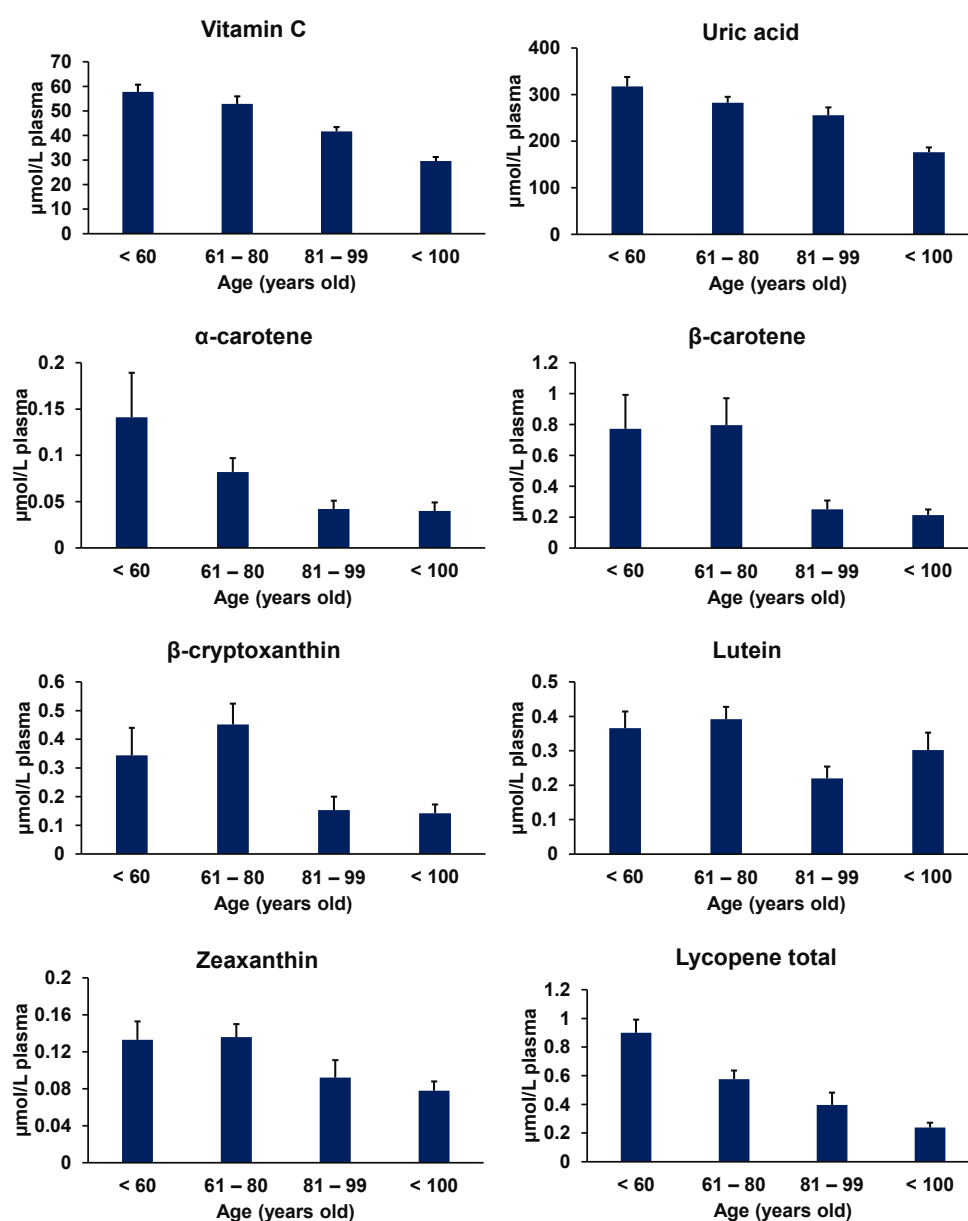 Vitamin C
70
60
50
40
30
20
10
0
µmol/L plasma
< 60 61 – 80 81 – 99 < 100
Age (years old)
Uric acid
400
300
200
100
0
µmol/L plasma
< 60 61 – 80 81 – 99 < 100
Age (years old)
α-carotene
0.2
0.15
0.1
0.05
0
µmol/L plasma
< 60 61 – 80 81 – 99 < 100
Age (years old)
β-carotene
1.2
1
0.8
0.6
0.4
0.2
0
µmol/L plasma
< 60 61 – 80 81 – 99 < 100
Age (years old)
β-cryptoxanthin
0.6
0.5
0.4
0.3
0.2
0.1
0
µmol/L plasma
< 60 61 – 80 81 – 99 < 100
Age (years old)
Lutein
0.5
0.4
0.3
0.2
0.1
0
µmol/L plasma
< 60 61 – 80 81 – 99 < 100
Age (years old)
Zeaxanthin
0.2
0.16
0.12
0.08
0.04
0
µmol/L plasma
< 60 61 – 80 81 – 99 < 100
Age (years old)
Lycopene total
1.2
1
0.8
0.6
0.4
0.2
0
µmol/L plasma
< 60 61 – 80 81 – 99 < 100
Age (years old)